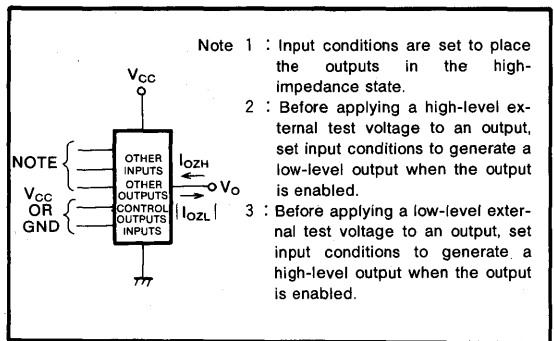 Note 1 : Input conditions are set to place
the outputs in the high-
impedance state.
2 : Before applying a high-level ex-
ternal test voltage to an output,
set input conditions to generate a
low-level output when the output
is enabled.
3 : Before applying a low-level exter-
nal test voltage to an output, set
input conditions to generate a
high-level output when the output
is enabled.
VCC
NOTE
VCC
OR
GND
OTHER
INPUTS
OTHER
OUTPUTS
CONTROL
OUTPUTS
INPUTS
IOZH
VO
|IOZL|